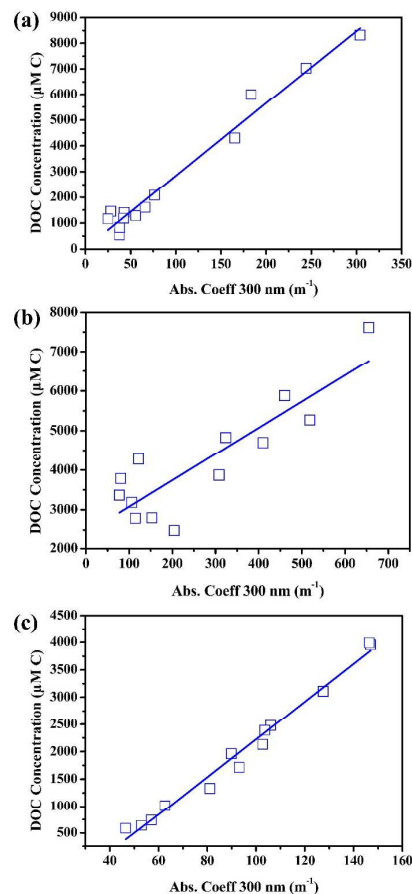 (a)
DOC Concentration (µM C)
9000
8000
7000
6000
5000
4000
3000
2000
1000
0
0 50 100 150 200 250 300 350
Abs. Coeff 300 nm (m⁻¹)
(b)
DOC Concentration (µM C)
8000
7000
6000
5000
4000
3000
2000
0 100 200 300 400 500 600 700
Abs. Coeff 300 nm (m⁻¹)
(c)
DOC Concentration (µM C)
4500
4000
3500
3000
2500
2000
1500
1000
500
40 60 80 100 120 140 160
Abs. Coeff 300 nm (m⁻¹)